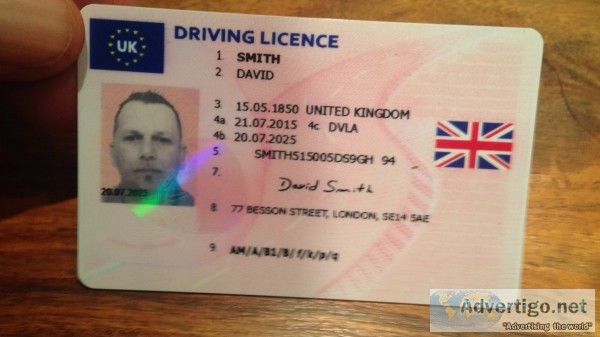 UK
DRIVING LICENCE
1. SMITH
2. DAVID
3. 15.05.1850 UNITED KINGDOM
4a. 21.07.2015 4c. DVLA
4b. 20.07.2025
5. SMITH515005DS9GH 94
7. David Smith
20.07.2025
8. 77 BESSON STREET, LONDON, SE14 5AE
9. AM/A/B1/B/f/k/p/q
Advertigo.net
"Advertising the world"